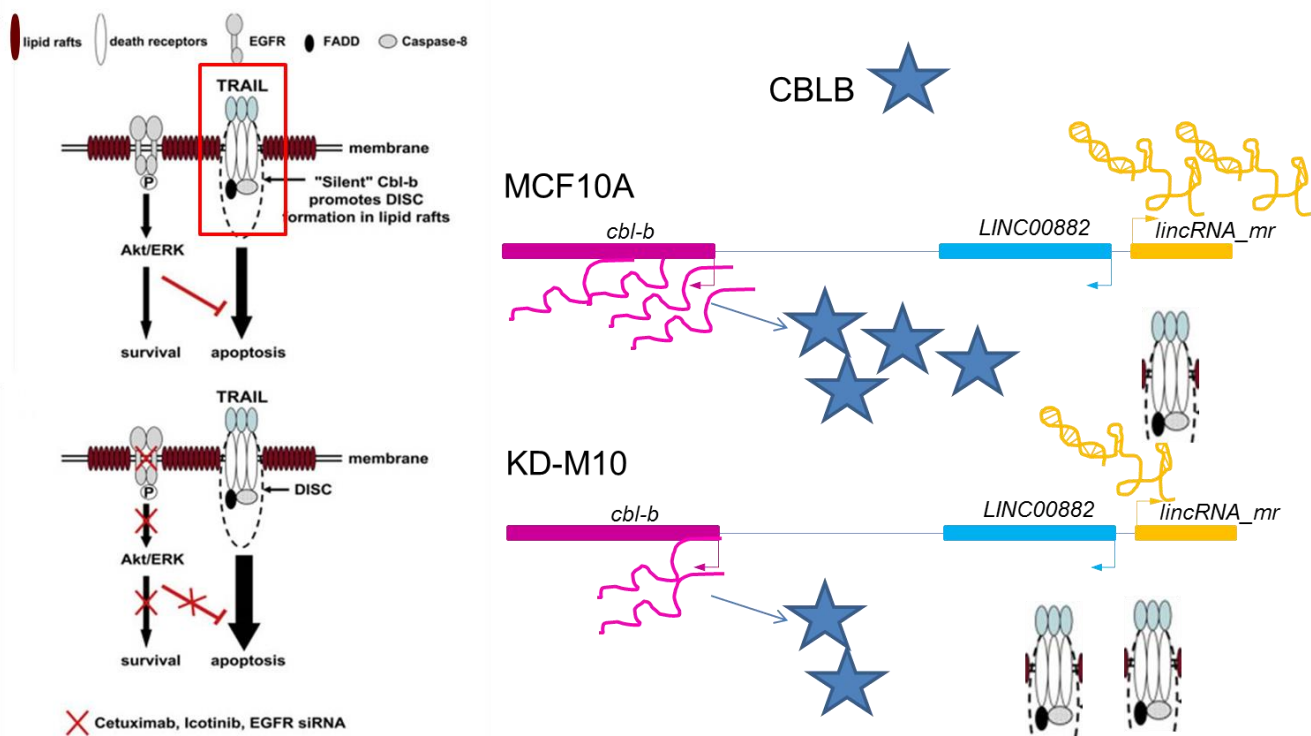 lipid rafts
death receptors
EGFR
FADD
Caspase-8
TRAIL
membrane
P
"Silent" Cbl-b
promotes DISC
formation in lipid rafts
Akt/ERK
survival
apoptosis
TRAIL
membrane
P
DISC
Akt/ERK
survival
apoptosis
Cetuximab, Icotinib, EGFR siRNA
CBLB
MCF10A
cbl-b
LINC00882
lincRNA_mr
KD-M10
cbl-b
LINC00882
lincRNA_mr